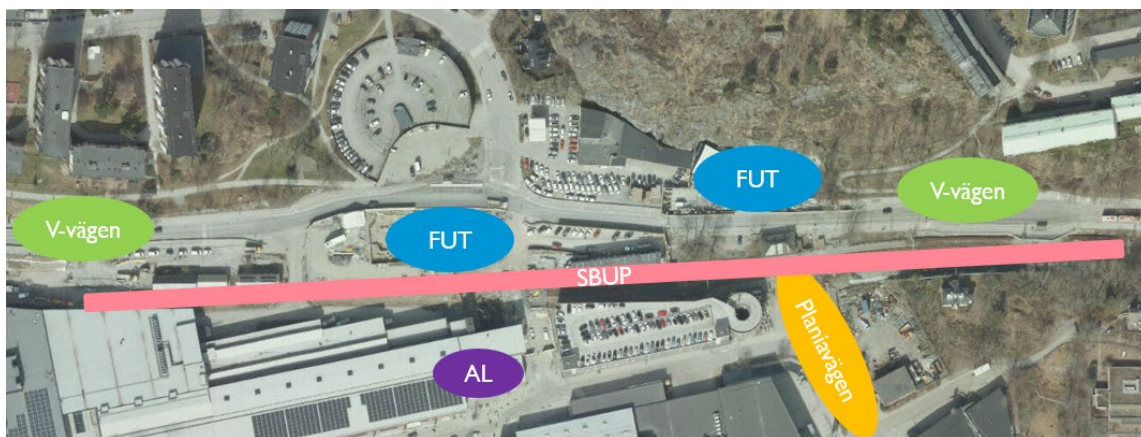 FUT
V-vägen
V-vägen
FUT
SBUP
Planiavägen
AL